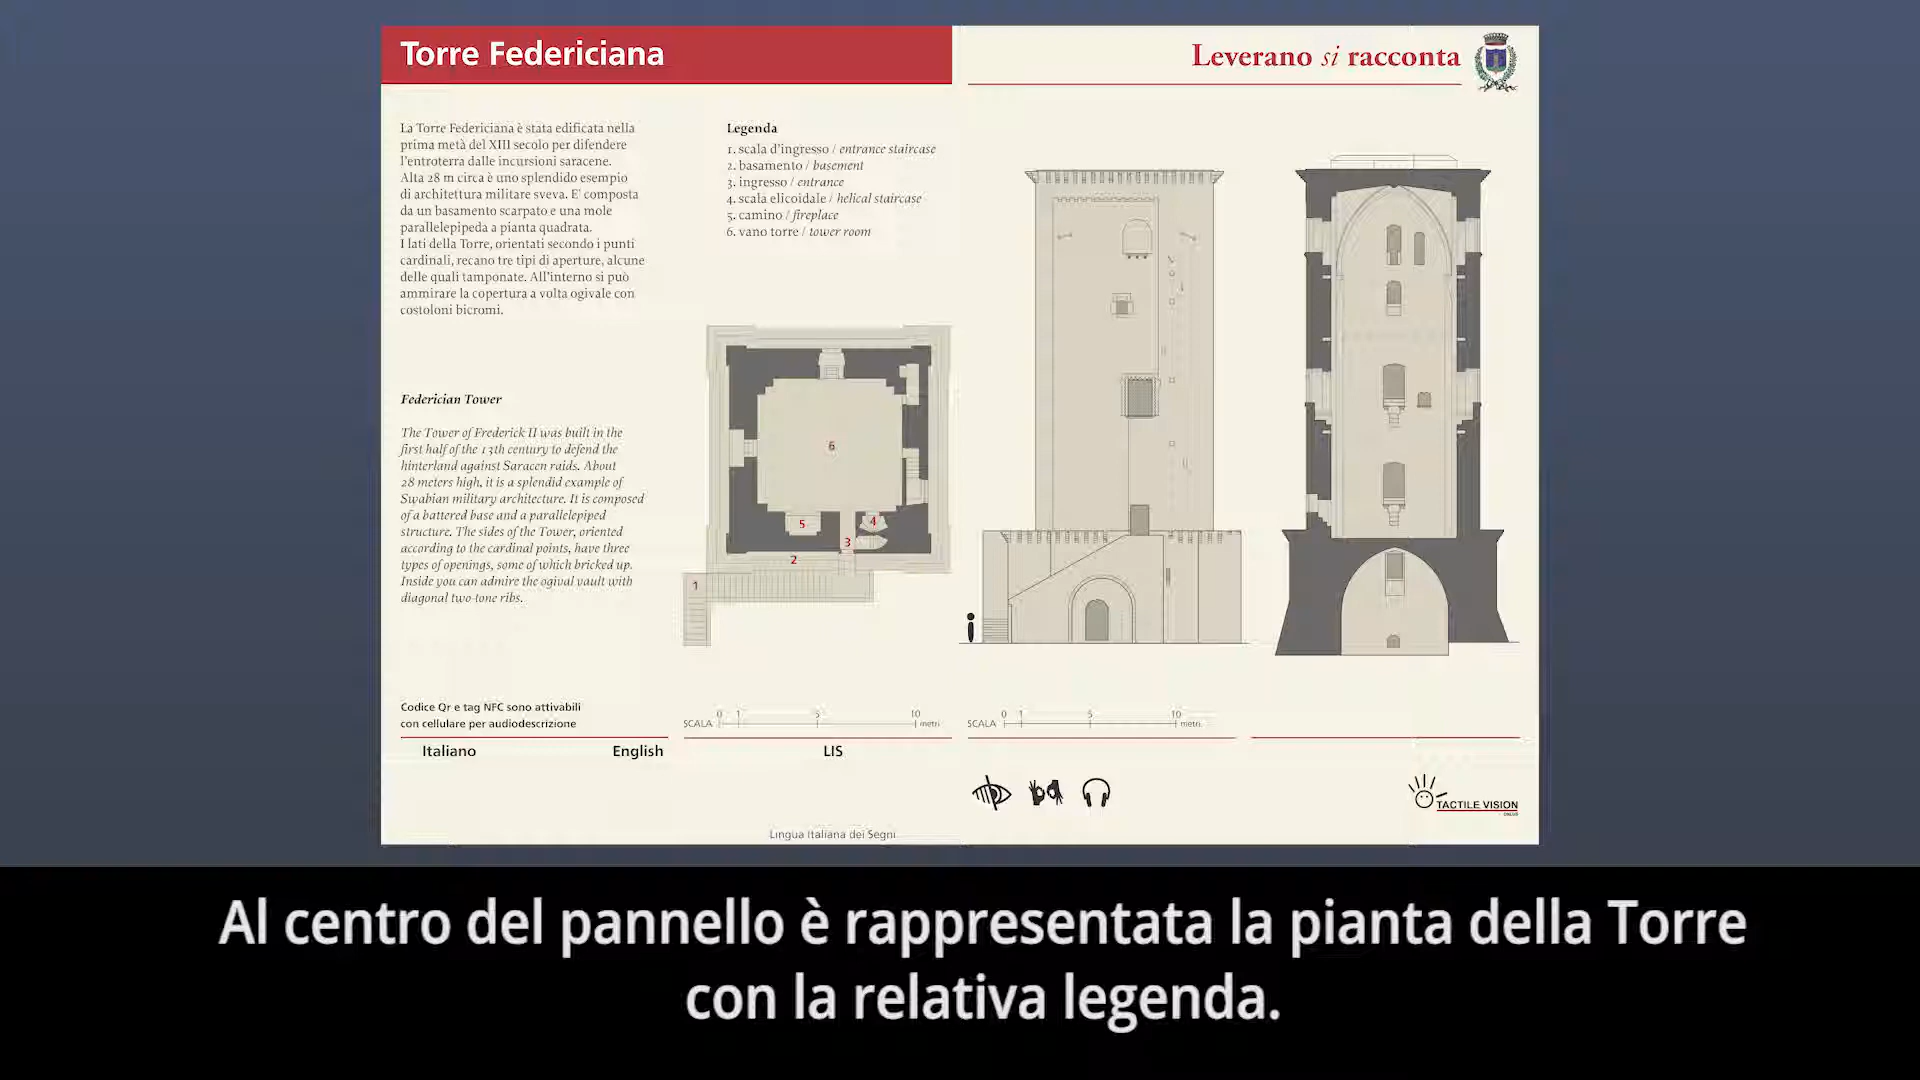 Torre Federiciana
Leverano si racconta
La Torre Federiciana è stata edificata nella
prima metà del XIII secolo per difendere
l'entroterra dalle incursioni saracene.
Alta 28 m circa è uno splendido esempio
di architettura militare sveva. E' composta
da un basamento scarpato e una mole
parallelepipeda a pianta quadrata.
I lati della Torre, orientati secondo i punti
cardinali, recano tre tipi di aperture, alcune
delle quali tamponate. All'interno si può
ammirare la copertura a volta ogivale con
costoloni bicromi.
Federician Tower
The Tower of Frederick II was built in the
first half of the 13th century to defend the
hinterland against Saracen raids. About
28 meters high, it is a splendid example of
Swabian military architecture. It is composed
of a battered base and a parallelepiped
structure. The sides of the Tower, oriented
according to the cardinal points, have three
types of openings, some of which bricked up.
Inside you can admire the ogival vault with
diagonal two-tone ribs.
Legenda
1. scala d'ingresso / entrance staircase
2. basamento / basement
3. ingresso / entrance
4. scala elicoidale / helical staircase
5. camino / fireplace
6. vano torre / tower room
6
5
4
3
2
1
Codice Qr e tag NFC sono attivabili
con cellulare per audiodescrizione
Italiano
English
SCALA 0 1 5 10 metri
LIS
SCALA 0 1 5 10 metri
Lingua Italiana dei Segni
TACTILE VISION
ONLUS
Al centro del pannello è rappresentata la pianta della Torre
con la relativa legenda.